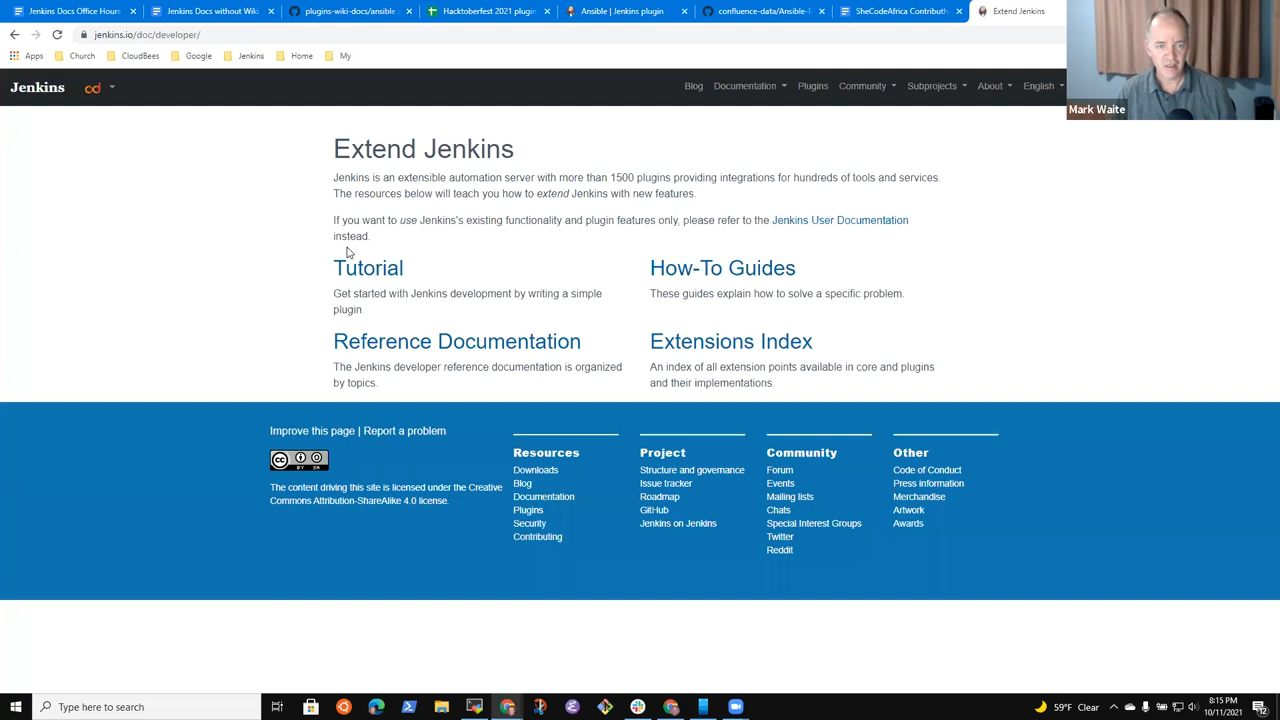 Jenkins Docs Office Hours
Jenkins Docs without Wiki
plugins-wiki-docs/ansible
Hacktoberfest 2021 plugin
Ansible | Jenkins plugin
confluence-data/Ansible-
SheCodeAfrica Contributh
Extend Jenkins
jenkins.io/doc/developer/
Apps
Church
CloudBees
Google
Jenkins
Home
My
Jenkins
cd
Blog
Documentation
Plugins
Community
Subprojects
About
English
Mark Waite
Extend Jenkins
Jenkins is an extensible automation server with more than 1500 plugins providing integrations for hundreds of tools and services.
The resources below will teach you how to extend Jenkins with new features.
If you want to use Jenkins's existing functionality and plugin features only, please refer to the Jenkins User Documentation
instead.
Tutorial
Get started with Jenkins development by writing a simple
plugin.
How-To Guides
These guides explain how to solve a specific problem.
Reference Documentation
The Jenkins developer reference documentation is organized
by topics.
Extensions Index
An index of all extension points available in core and plugins
and their implementations.
Improve this page | Report a problem
CC BY SA
The content driving this site is licensed under the Creative
Commons Attribution-ShareAlike 4.0 license.
Resources
Downloads
Blog
Documentation
Plugins
Security
Contributing
Project
Structure and governance
Issue tracker
Roadmap
GitHub
Jenkins on Jenkins
Community
Forum
Events
Mailing lists
Chats
Special Interest Groups
Twitter
Reddit
Other
Code of Conduct
Press information
Merchandise
Artwork
Awards
Type here to search
59°F Clear
8:15 PM
10/11/2021
12